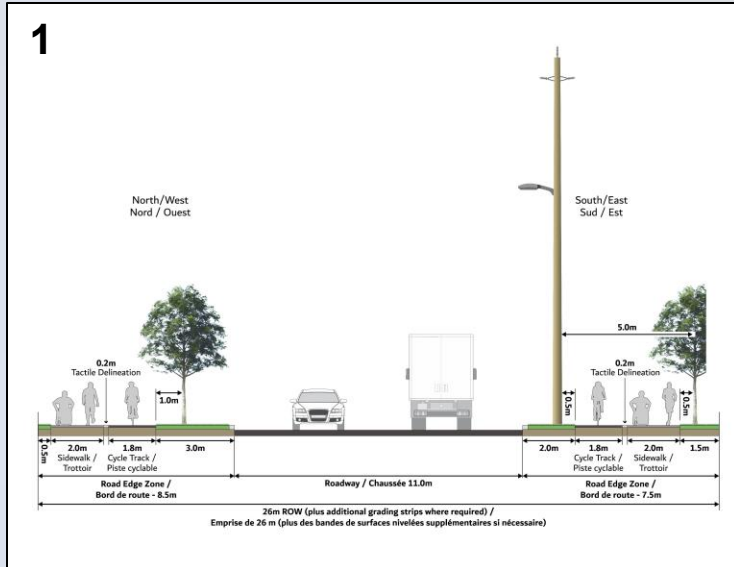 1
North/West
Nord / Ouest
South/East
Sud / Est
5.0m
0.2m
Tactile Delineation
0.2m
Tactile Delineation
1.0m
0.5m
0.5m
0.5m
2.0m
Sidewalk /
Trottoir
1.8m
Cycle Track /
Piste cyclable
3.0m
2.0m
1.8m
Cycle Track /
Piste cyclable
2.0m
Sidewalk /
Trottoir
1.5m
Road Edge Zone /
Bord de route - 8.5m
Roadway / Chaussée 11.0m
Road Edge Zone /
Bord de route - 7.5m
26m ROW (plus additional grading strips where required) /
Emprise de 26 m (plus des bandes de surfaces nivelées supplémentaires si nécessaire)